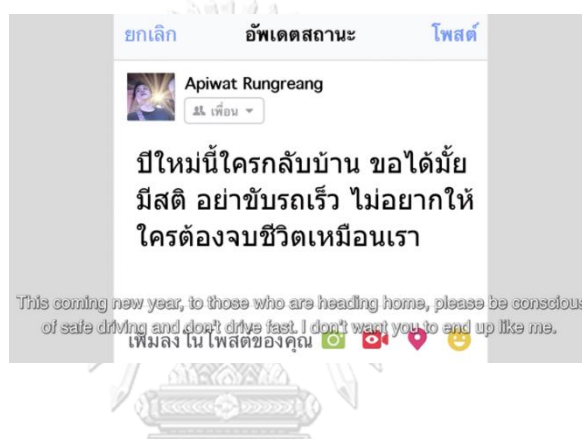 ยกเลิก อัพเดตสถานะ โพสต์
Apiwat Rungreang
เพื่อน
ปีใหม่นี้ใครกลับบ้าน ขอได้มั้ย
มีสติ อย่าขับรถเร็ว ไม่อยากให้
ใครต้องจบชีวิตเหมือนเรา
This coming new year, to those who are heading home, please be conscious
of safe driving and don't drive fast. I don't want you to end up like me.
เพิ่มลงในโพสต์ของคุณ